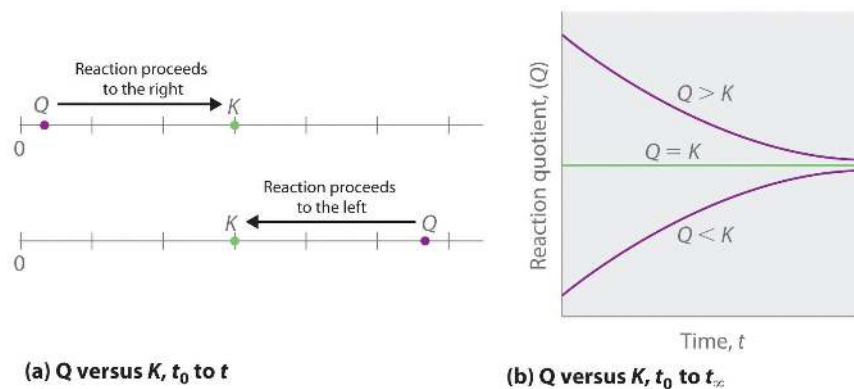 Reaction proceeds
to the right
Q
K
0
Reaction proceeds
to the left
K
Q
0
(a) Q versus K, t₀ to t
Reaction quotient, (Q)
Q > K
Q = K
Q < K
Time, t
(b) Q versus K, t₀ to t∞